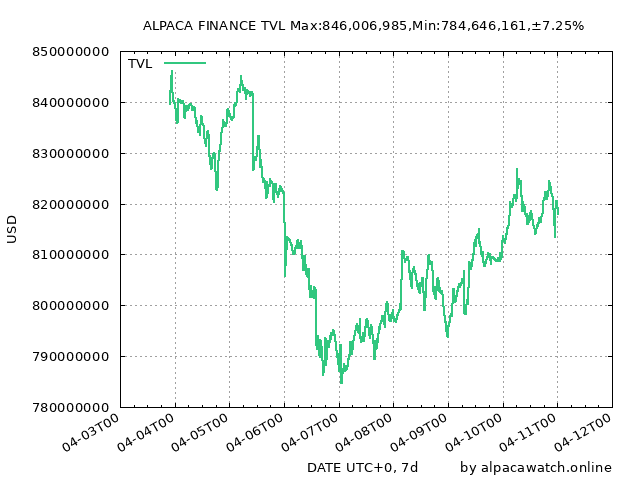 ALPACA FINANCE TVL Max:846,006,985,Min:784,646,161,±7.25%
850000000
TVL
840000000
830000000
820000000
USD
810000000
800000000
790000000
780000000
04-03T00 04-04T00 04-05T00 04-06T00 04-07T00 04-08T00 04-09T00 04-10T00 04-11T00 04-12T00
DATE UTC+0, 7d by alpacawatch.online